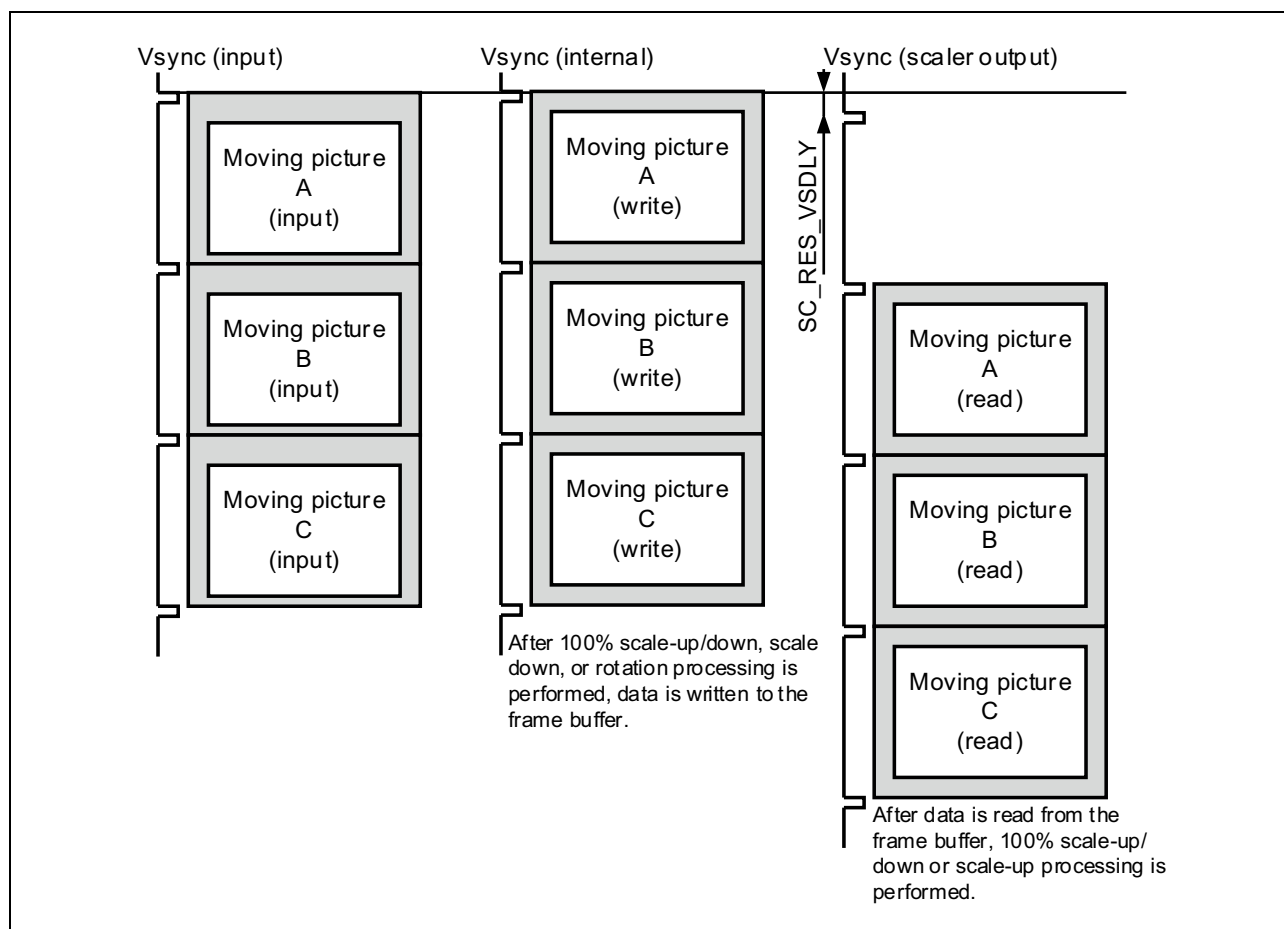 Vsync (input)
Vsync (internal)
Vsync (scaler output)
Moving picture
A
(input)
Moving picture
B
(input)
Moving picture
C
(input)
Moving picture
A
(write)
Moving picture
B
(write)
Moving picture
C
(write)
After 100% scale-up/down, scale
down, or rotation processing is
performed, data is written to the
frame buffer.
SC_RES_VSDLY
Moving picture
A
(read)
Moving picture
B
(read)
Moving picture
C
(read)
After data is read from the
frame buffer, 100% scale-up/
down or scale-up processing is
performed.